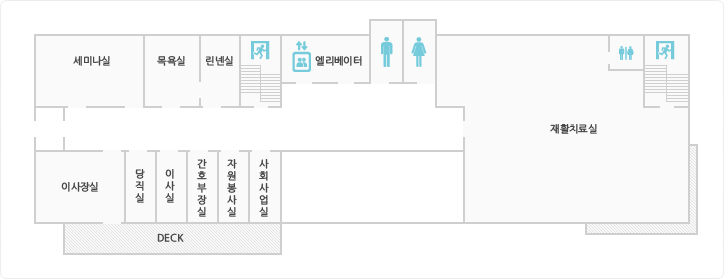 세미나실
목욕실
린넨실
엘리베이터
재활치료실
이사장실
당직실
이사실
간호부장실
자원봉사실
사회사업실
DECK